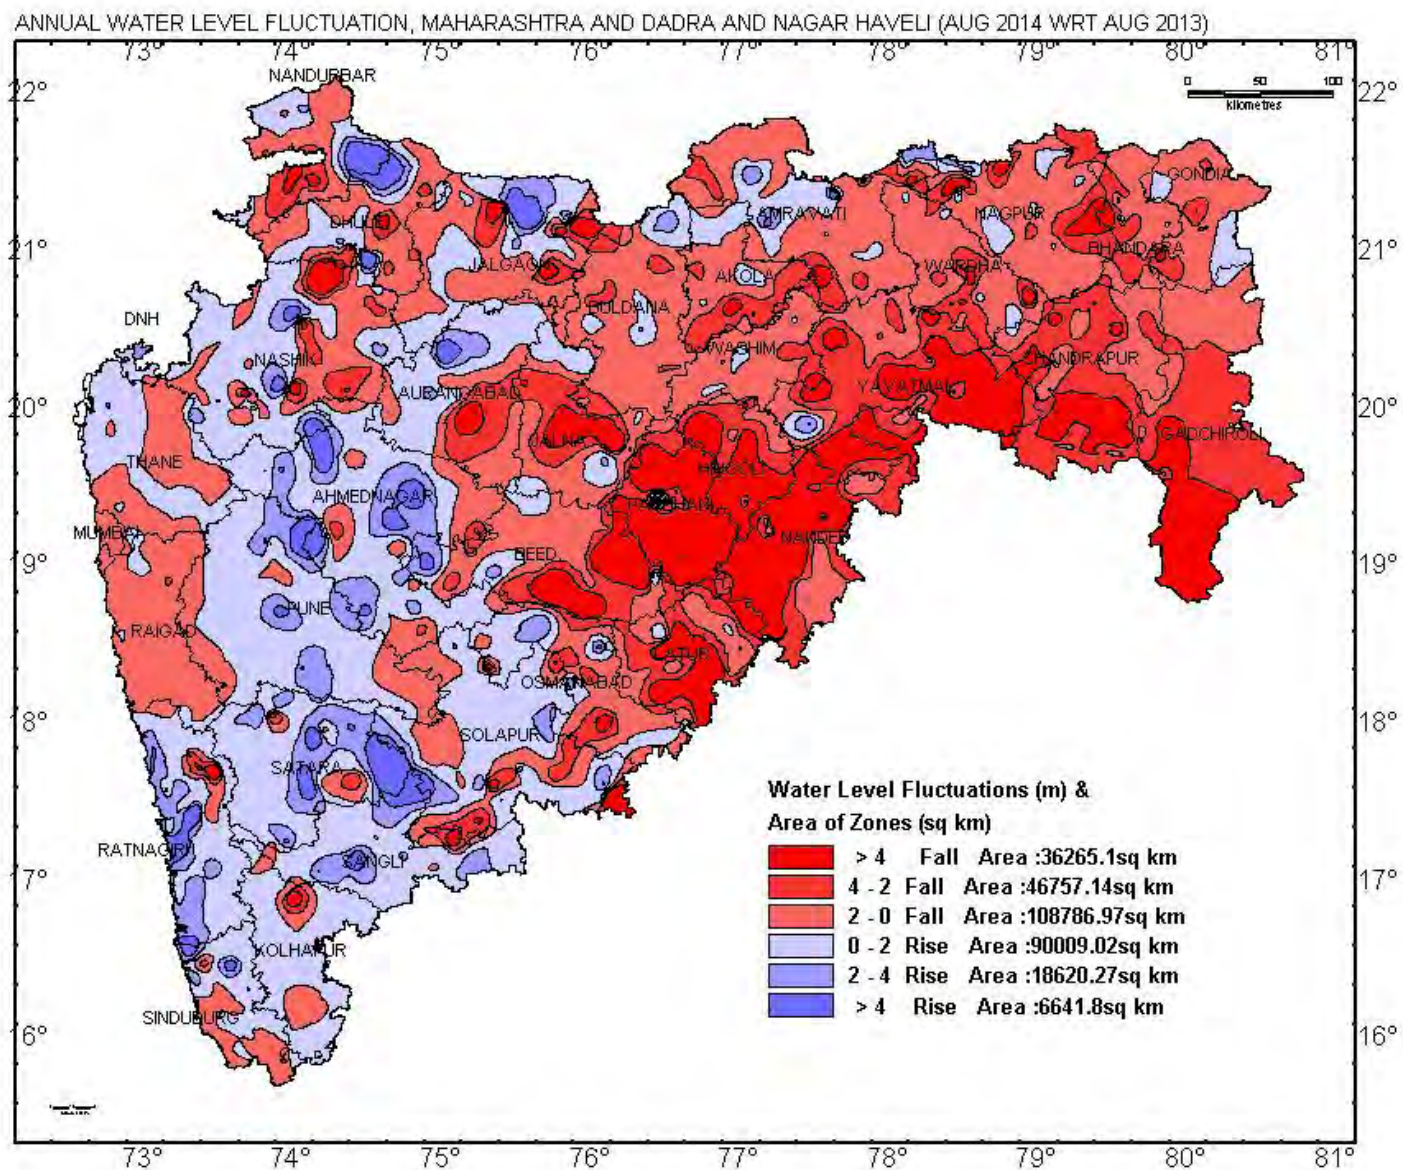 ANNUAL WATER LEVEL FLUCTUATION, MAHARASHTRA AND DADRA AND NAGAR HAVELI (AUG 2014 WRT AUG 2013)
73° 74° 75° 76° 77° 78° 79° 80° 81°
NANDURBAR
22° 22°
0 50 100
kilometres
GONDIA
DHULE AMRAVATI NAGPUR
21° 21°
BHANDARA
JALGAON AKOLA WARDHA
BULDANA
DNH
NASHIK WASHIM CHANDRAPUR
AURANGABAD YAVATMAL
20° 20°
JALNA GADCHIROLI
THANE HINGOLI
AHMEDNAGAR PARBHANI
MUMBAI NANDED
19° BEED 19°
PUNE
RAIGAD
LATUR
OSMANABAD
18° 18°
SOLAPUR
SATARA
Water Level Fluctuations (m) &
Area of Zones (sq km)
RATNAGIRI SANGLI
> 4 Fall Area :36265.1sq km
17° 4 - 2 Fall Area :46757.14sq km 17°
2 - 0 Fall Area :108786.97sq km
KOLHAPUR 0 - 2 Rise Area :90009.02sq km
2 - 4 Rise Area :18620.27sq km
> 4 Rise Area :6641.8sq km
SINDUDURG
16° 16°
73° 74° 75° 76° 77° 78° 79° 80° 81°